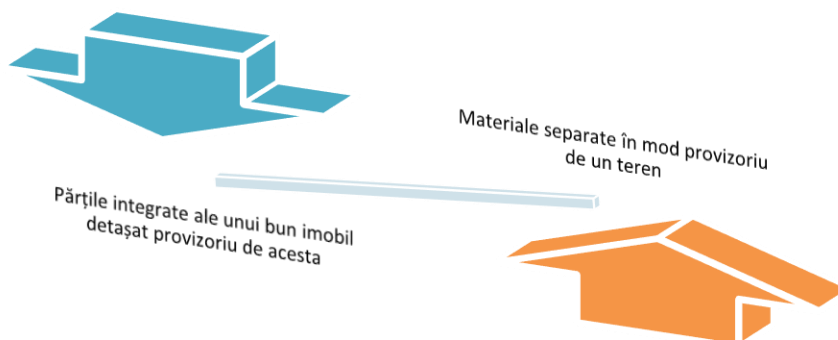 Materiale separate în mod provizoriu
de un teren
Părțile integrate ale unui bun imobil
detașat provizoriu de acesta